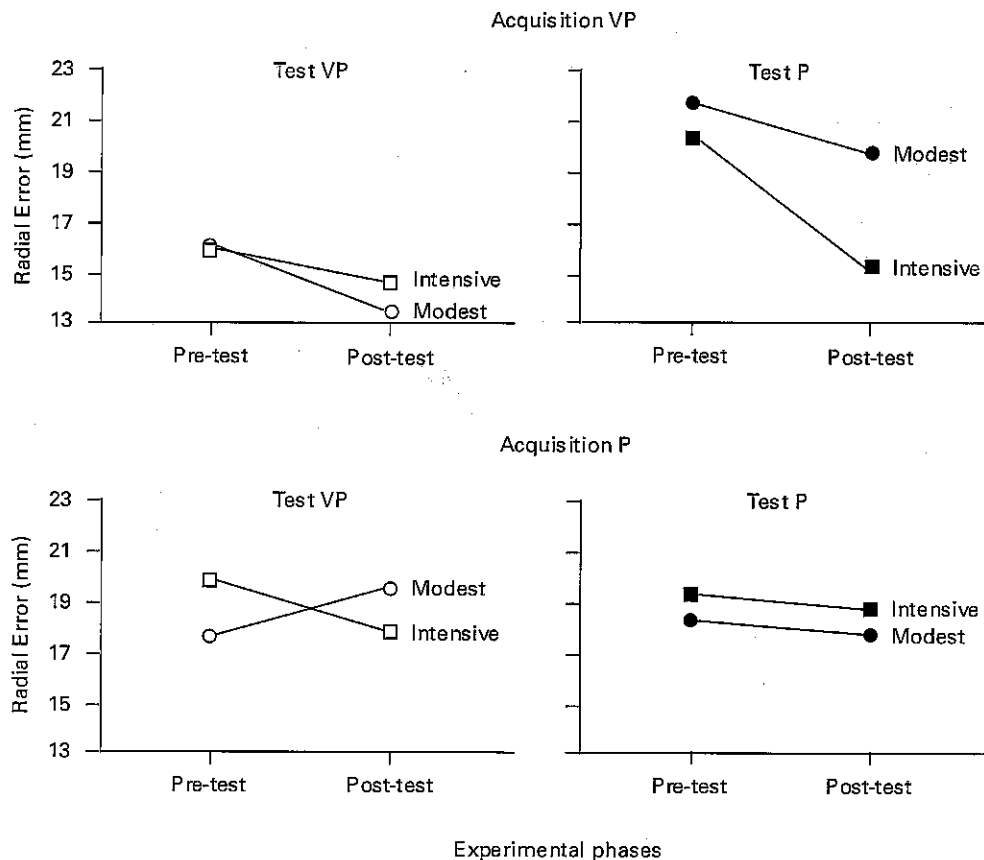 Acquisition VP
Test VP
Test P
Radial Error (mm)
23
21
19
17
15
13
Intensive
Modest
Modest
Intensive
Pre-test
Post-test
Pre-test
Post-test
Acquisition P
Test VP
Test P
Radial Error (mm)
23
21
19
17
15
13
Modest
Intensive
Intensive
Modest
Pre-test
Post-test
Pre-test
Post-test
Experimental phases